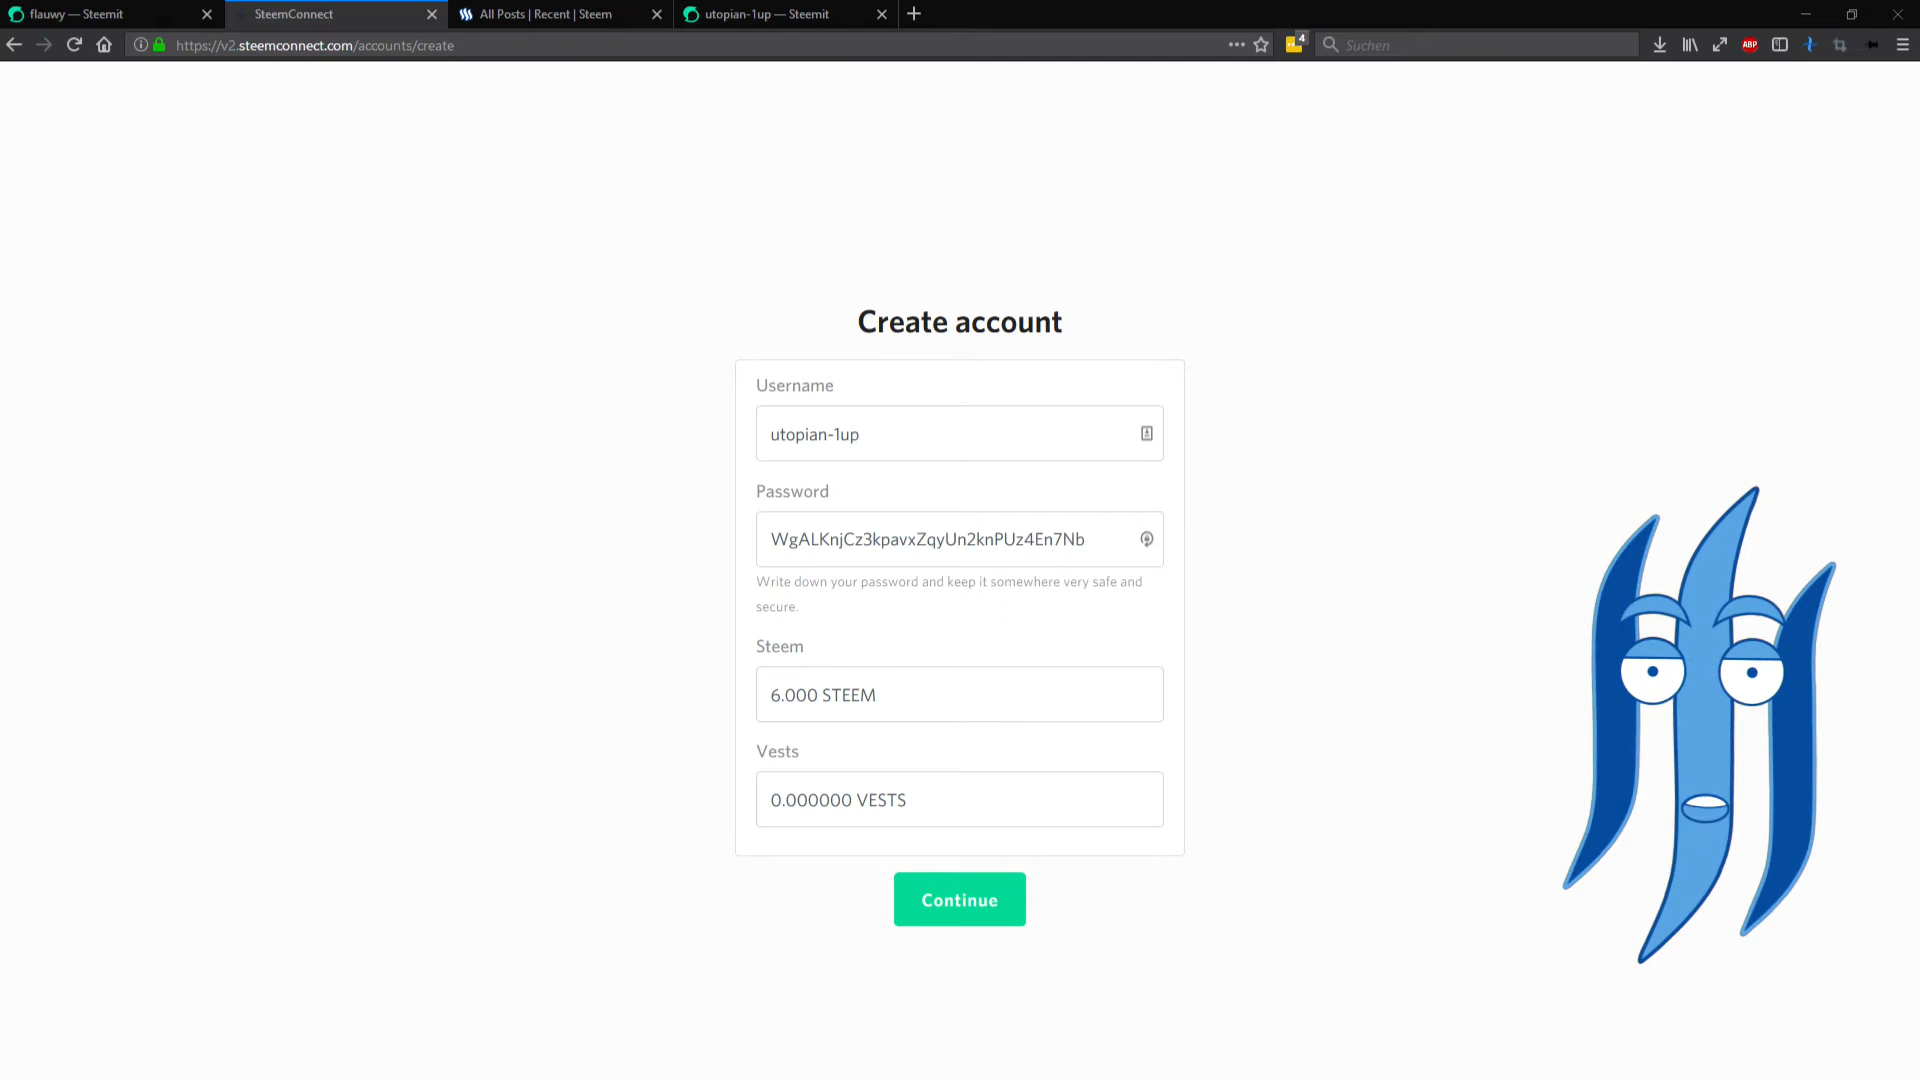 flauwy — Steemit
SteemConnect
All Posts | Recent | Steem
utopian-1up — Steemit
https://v2.steemconnect.com/accounts/create
4
Suchen
ABP
Create account
Username
utopian-1up
Password
WgALKnjCz3kpavxZqyUn2knPUz4En7Nb
Write down your password and keep it somewhere very safe and
secure.
Steem
6.000 STEEM
Vests
0.000000 VESTS
Continue